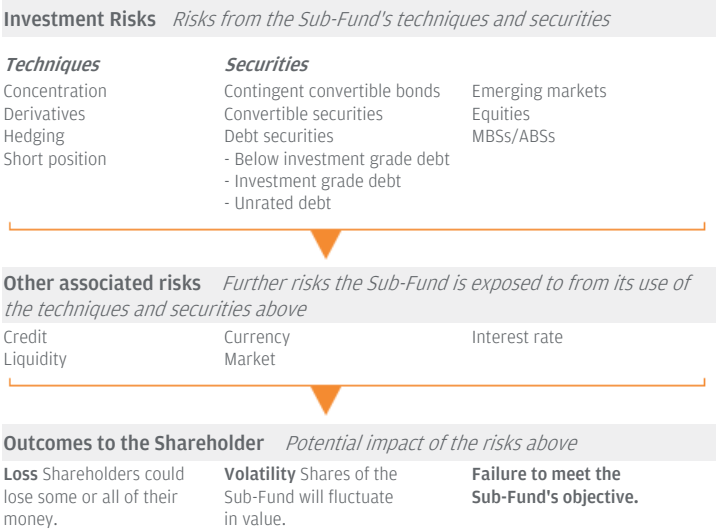 Investment Risks Risks from the Sub-Fund's techniques and securities
Techniques
Concentration
Derivatives
Hedging
Short position
Securities
Contingent convertible bonds
Convertible securities
Debt securities
- Below investment grade debt
- Investment grade debt
- Unrated debt
Emerging markets
Equities
MBSs/ABSs
Other associated risks Further risks the Sub-Fund is exposed to from its use of
the techniques and securities above
Credit
Liquidity
Currency
Market
Interest rate
Outcomes to the Shareholder Potential impact of the risks above
Loss Shareholders could
lose some or all of their
money.
Volatility Shares of the
Sub-Fund will fluctuate
in value.
Failure to meet the
Sub-Fund's objective.